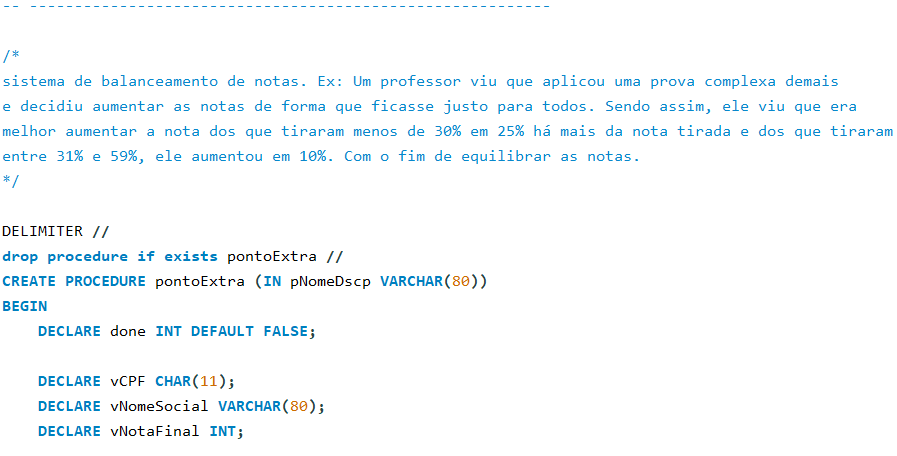 -- ----------------------------------------------------------
/*
sistema de balanceamento de notas. Ex: Um professor viu que aplicou uma prova complexa demais
e decidiu aumentar as notas de forma que ficasse justo para todos. Sendo assim, ele viu que era
melhor aumentar a nota dos que tiraram menos de 30% em 25% há mais da nota tirada e dos que tiraram
entre 31% e 59%, ele aumentou em 10%. Com o fim de equilibrar as notas.
*/
DELIMITER //
drop procedure if exists pontoExtra //
CREATE PROCEDURE pontoExtra (IN pNomeDscp VARCHAR(80))
BEGIN
    DECLARE done INT DEFAULT FALSE;
    DECLARE vCPF CHAR(11);
    DECLARE vNomeSocial VARCHAR(80);
    DECLARE vNotaFinal INT;